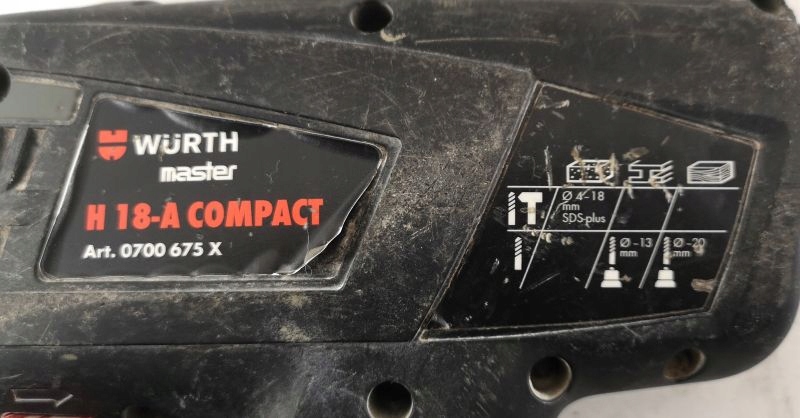 WÜRTH
master
H 18-A COMPACT
Art. 0700 675 X
Ø 4-18
mm
SDS-plus
Ø -13
mm
Ø -20
mm